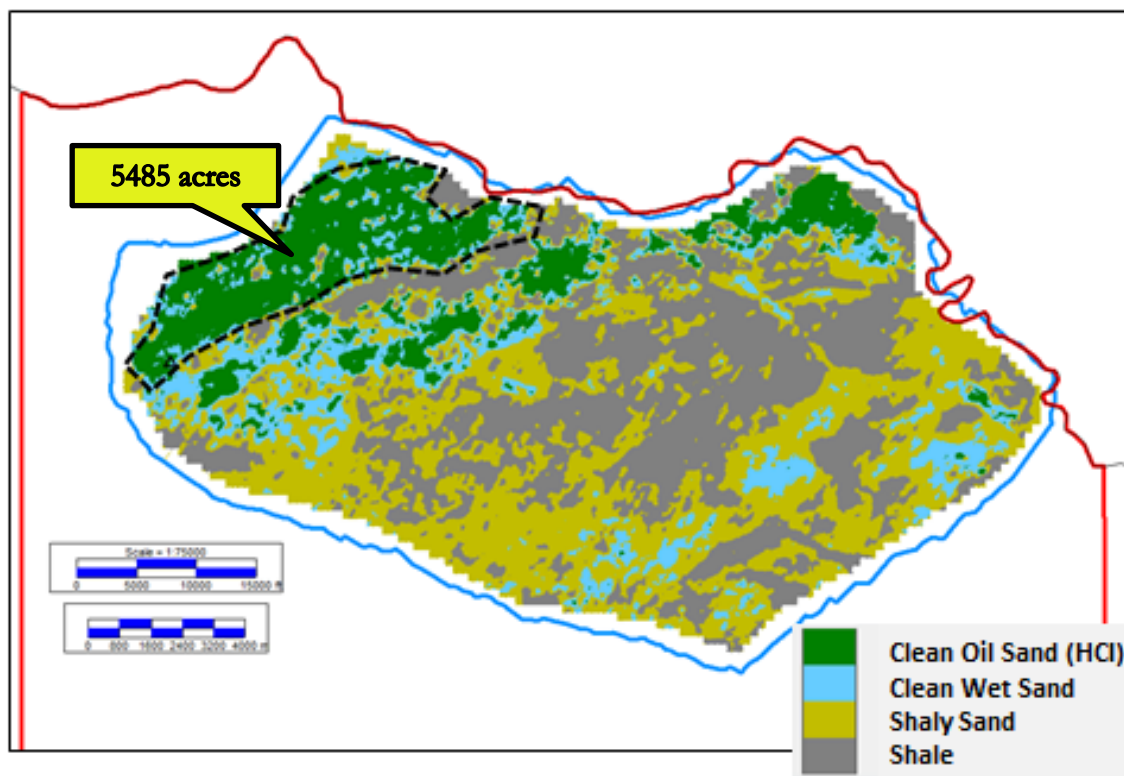 5485 acres
Scale = 1:75000
0 5000 10000 15000 ft
0 800 1600 2400 3200 4000 m
Clean Oil Sand (HCI)
Clean Wet Sand
Shaly Sand
Shale